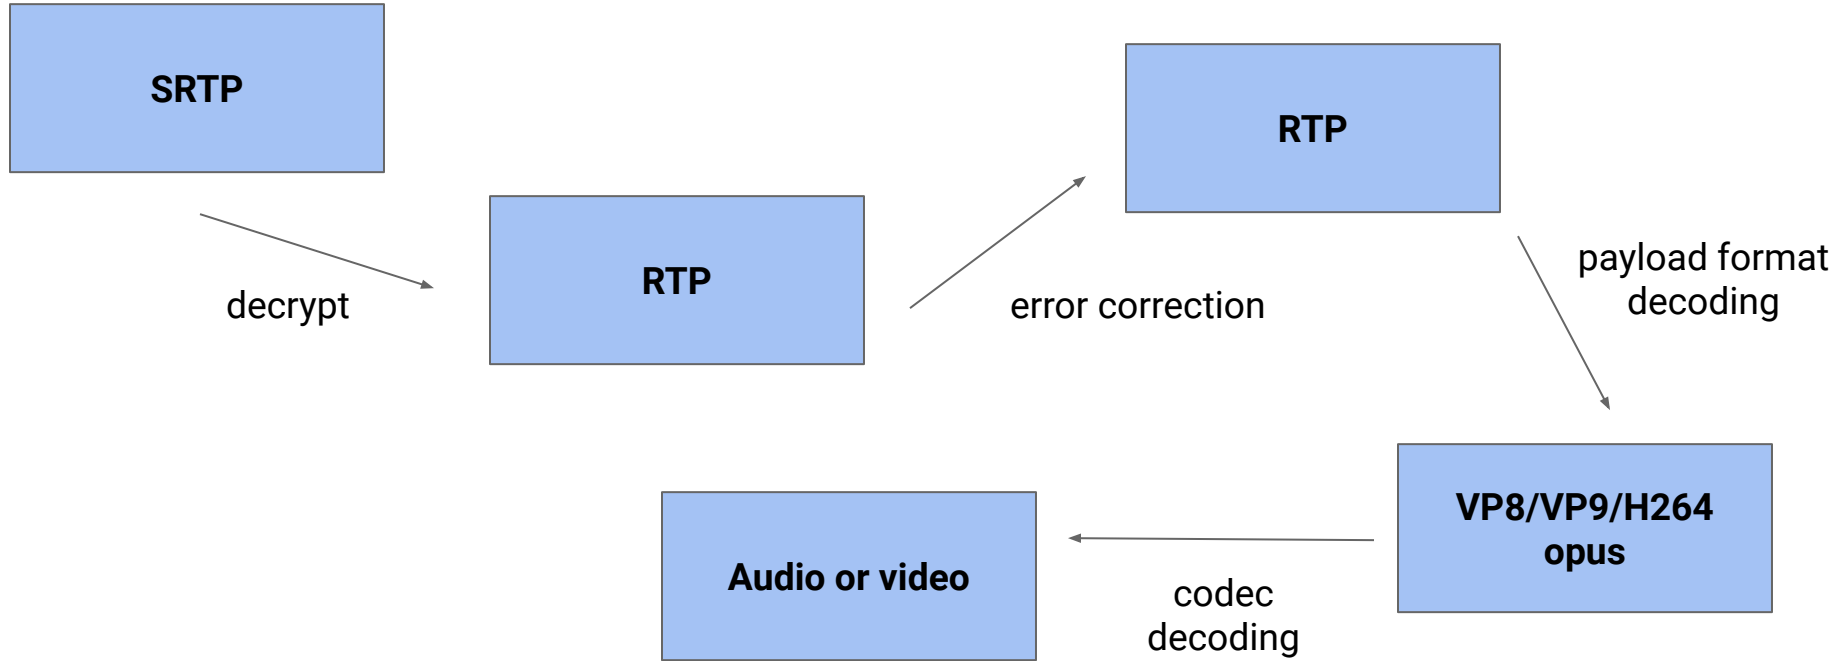 SRTP
decrypt
RTP
error correction
RTP
payload format
decoding
VP8/VP9/H264
opus
codec
decoding
Audio or video